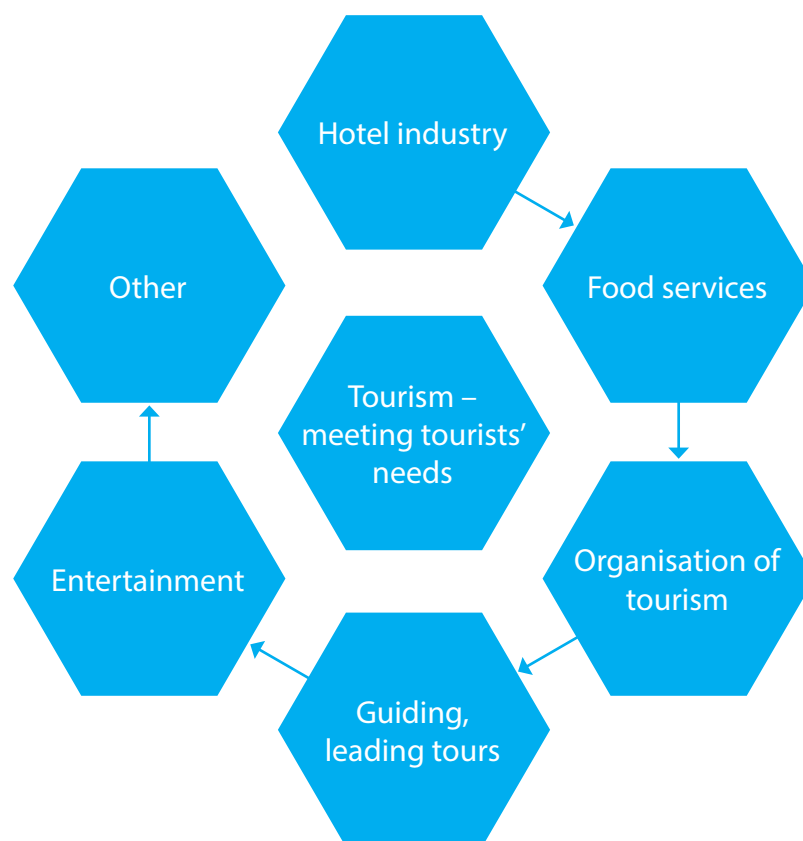 Hotel industry
Food services
Other
Tourism –
meeting tourists’
needs
Organisation of
tourism
Entertainment
Guiding,
leading tours